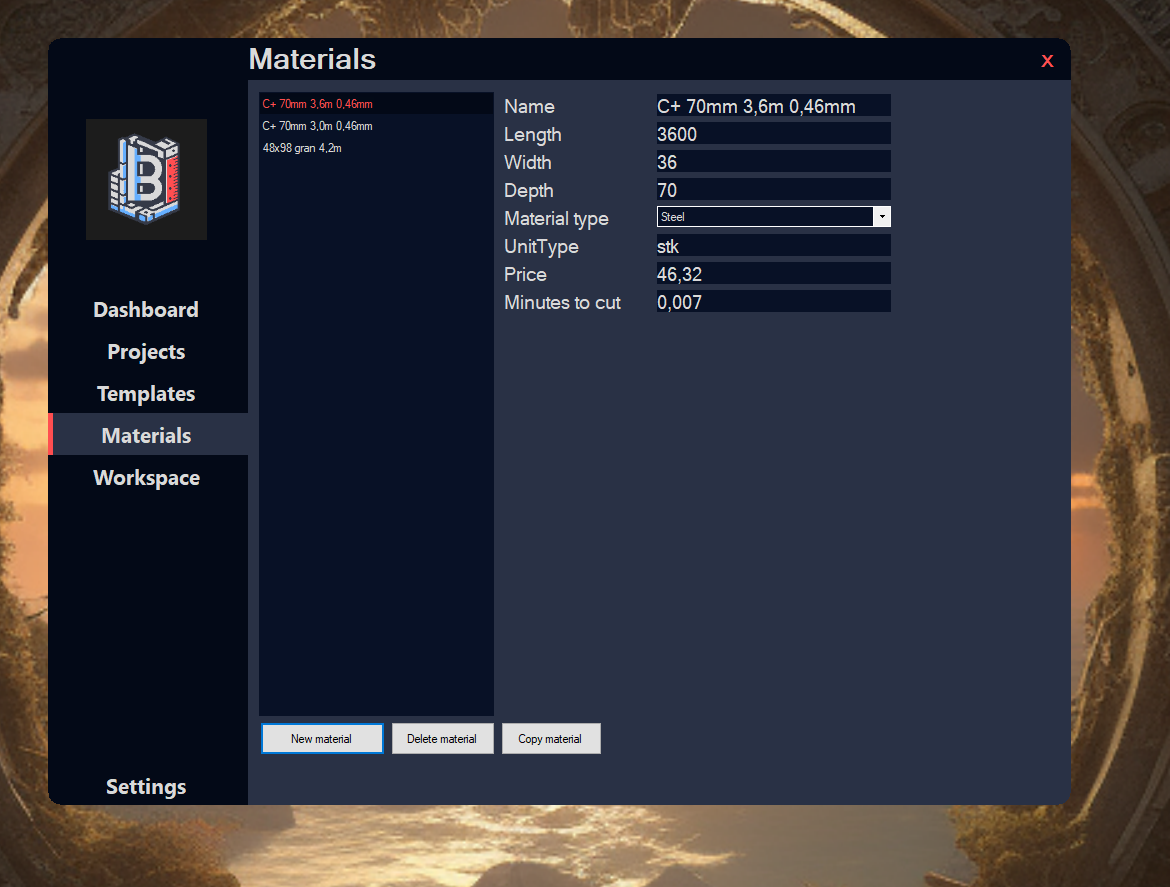 Materials
X
B
Dashboard
Projects
Templates
Materials
Workspace
Settings
C+ 70mm 3,6m 0,46mm
C+ 70mm 3,0m 0,46mm
48x98 gran 4,2m
Name C+ 70mm 3,6m 0,46mm
Length 3600
Width 36
Depth 70
Material type Steel
UnitType stk
Price 46,32
Minutes to cut 0,007
New material Delete material Copy material